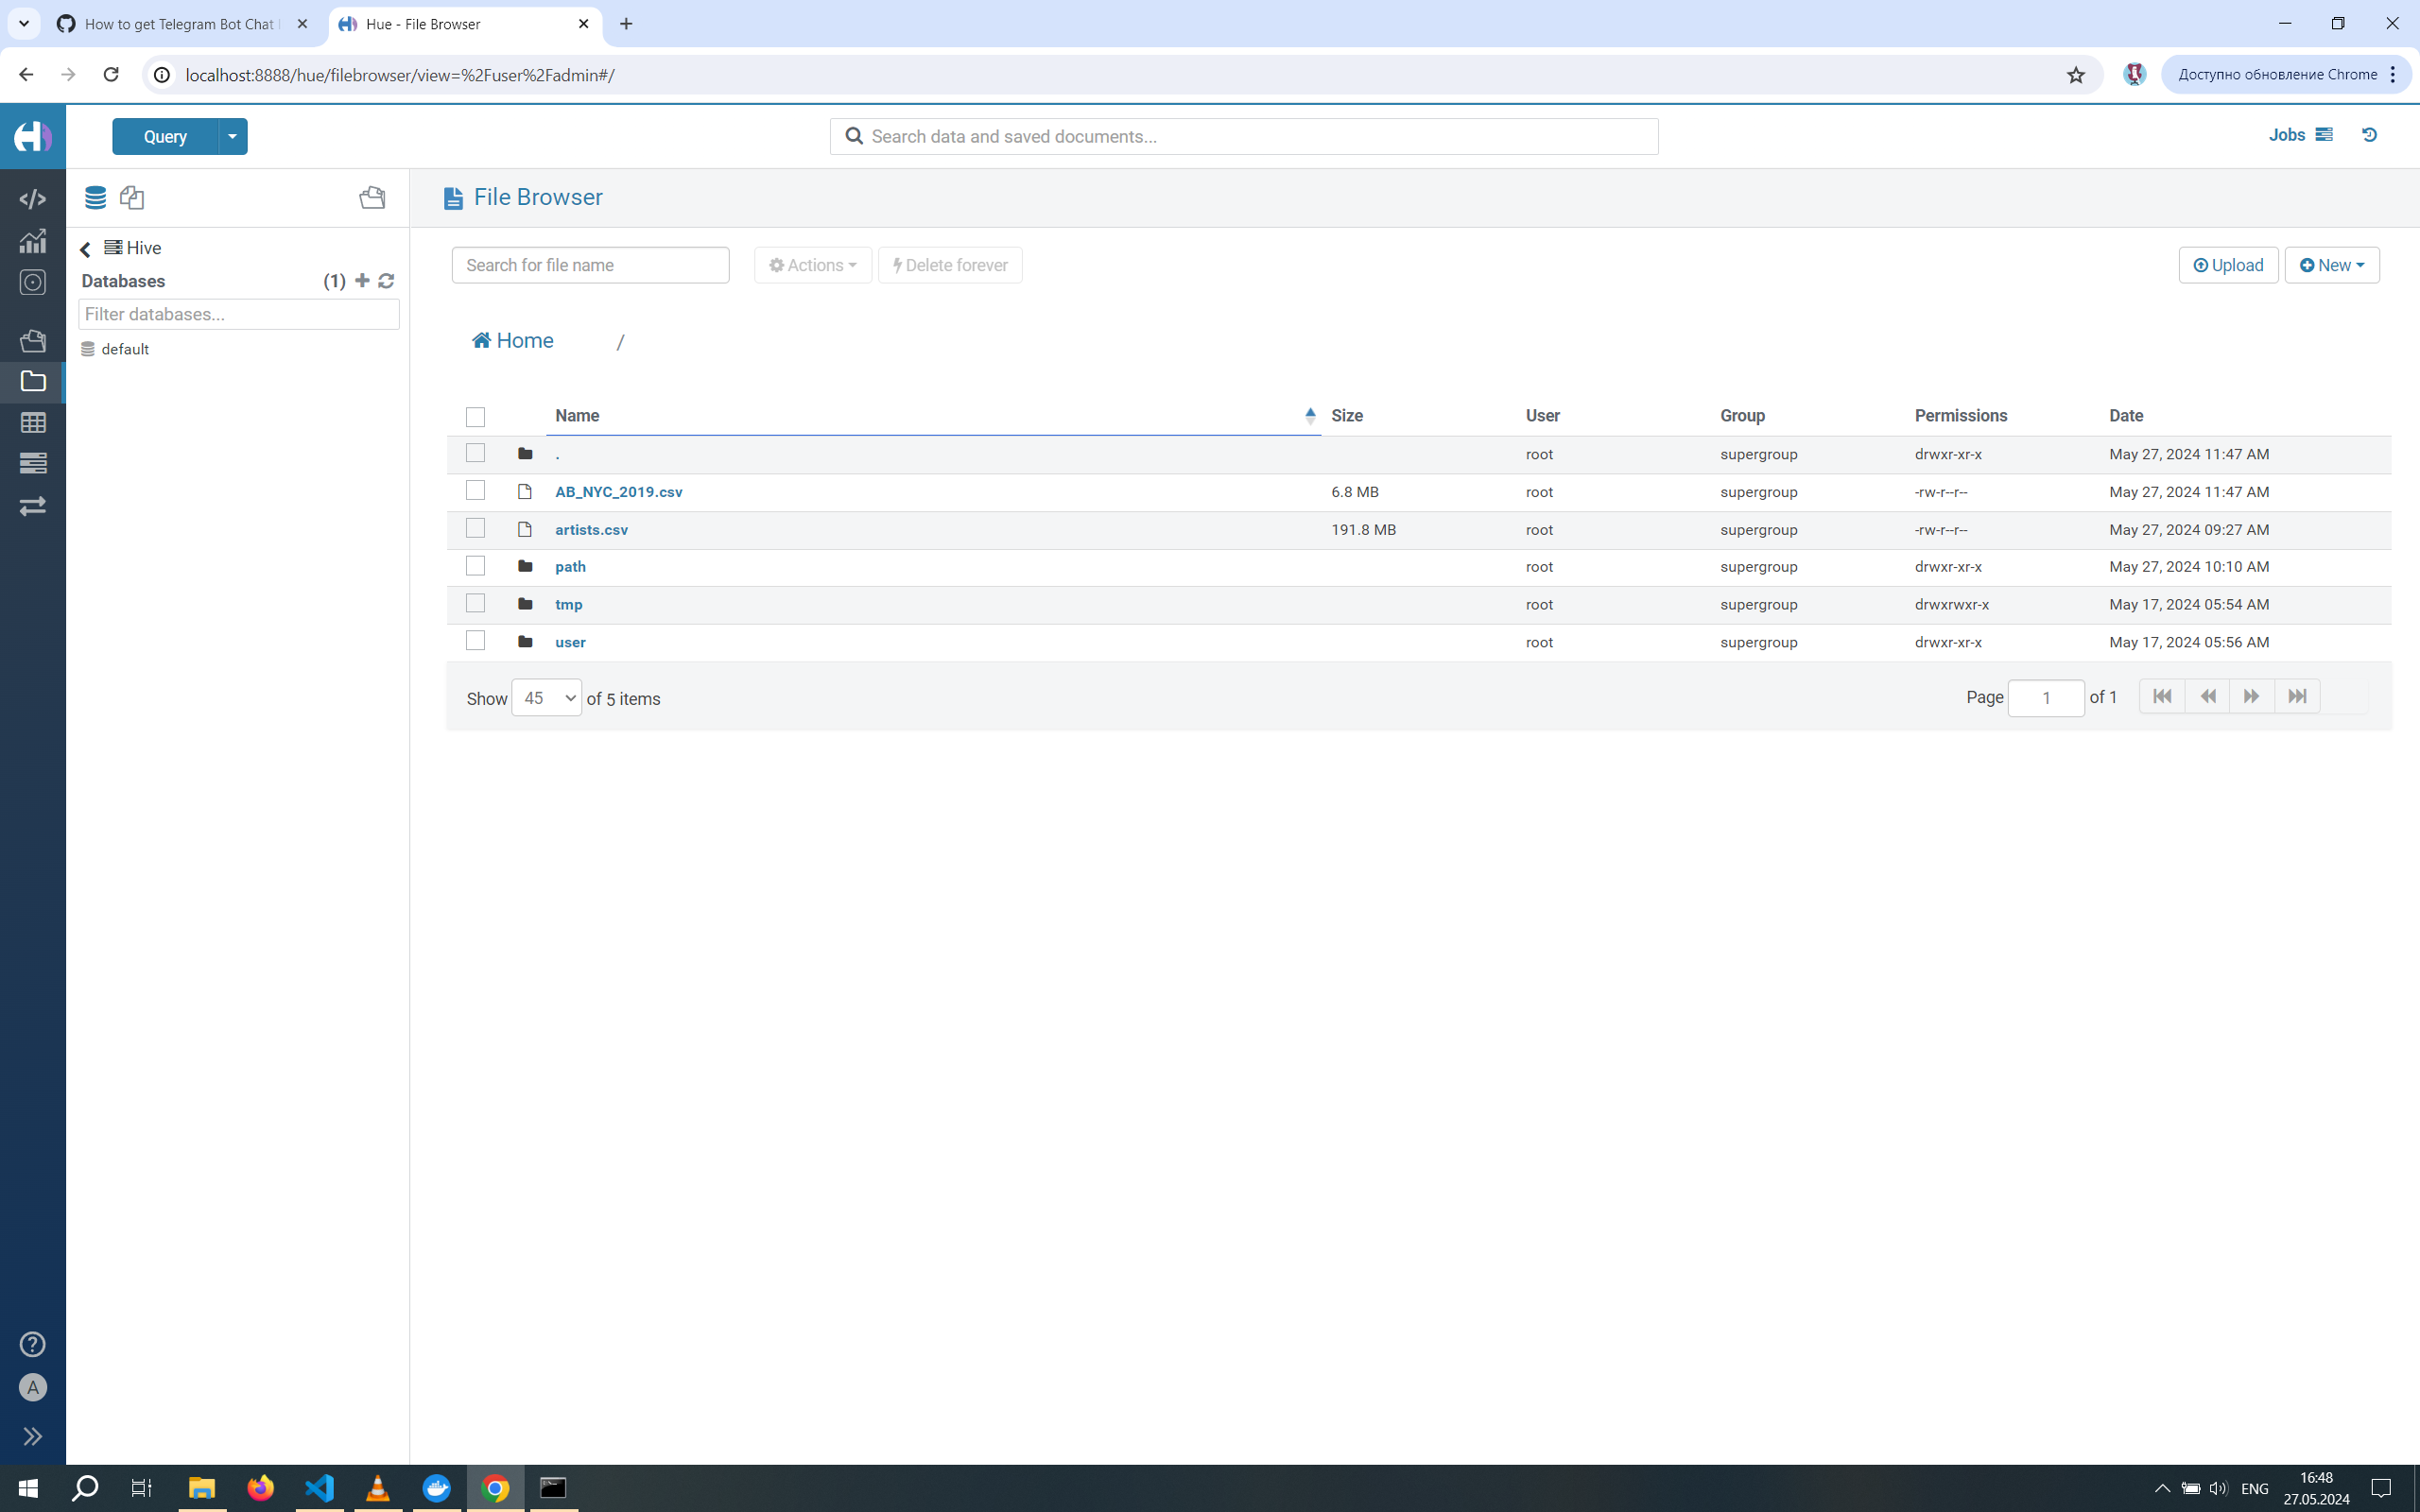 How to get Telegram Bot Chat
Hue - File Browser
localhost:8888/hue/filebrowser/view=%2Fuser%2Fadmin#/
Доступно обновление Chrome
Query
Search data and saved documents...
Jobs
File Browser
Hive
Databases (1)
Filter databases...
default
Search for file name
Actions
Delete forever
Upload
New
Home /
Name Size User Group Permissions Date
. root supergroup drwxr-xr-x May 27, 2024 11:47 AM
AB_NYC_2019.csv 6.8 MB root supergroup -rw-r--r-- May 27, 2024 11:47 AM
artists.csv 191.8 MB root supergroup -rw-r--r-- May 27, 2024 09:27 AM
path root supergroup drwxr-xr-x May 27, 2024 10:10 AM
tmp root supergroup drwxrwxr-x May 17, 2024 05:54 AM
user root supergroup drwxr-xr-x May 17, 2024 05:56 AM
Show 45 of 5 items
Page 1 of 1
A
ENG
16:48
27.05.2024